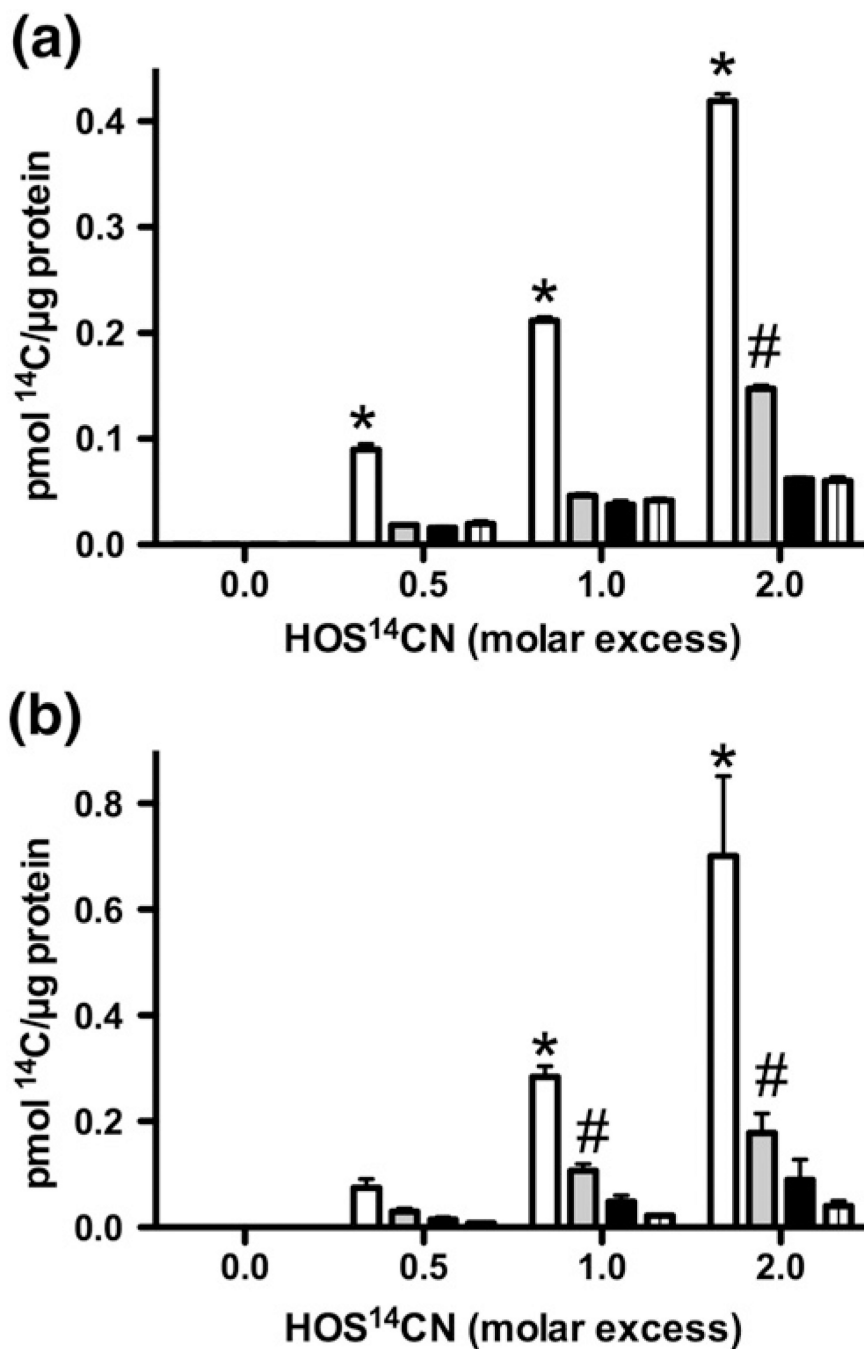 (a)
*
0.4
0.3
*
#
0.2
*
0.1
0.0
pmol ¹⁴C/µg protein
0.0 0.5 1.0 2.0
HOS¹⁴CN (molar excess)
(b)
*
0.8
0.6
0.4
*
#
#
0.2
0.0
pmol ¹⁴C/µg protein
0.0 0.5 1.0 2.0
HOS¹⁴CN (molar excess)